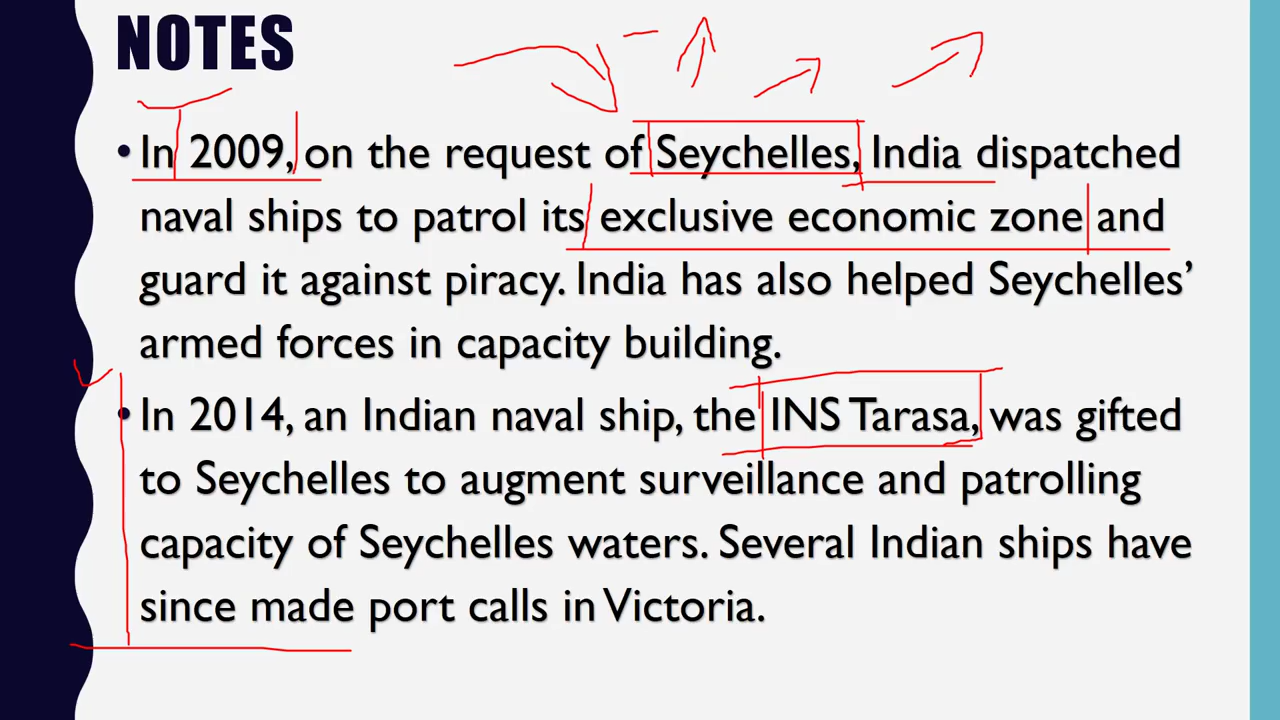 NOTES
•In 2009, on the request of Seychelles, India dispatched
naval ships to patrol its exclusive economic zone and
guard it against piracy. India has also helped Seychelles’
armed forces in capacity building.
•In 2014, an Indian naval ship, the INS Tarasa, was gifted
to Seychelles to augment surveillance and patrolling
capacity of Seychelles waters. Several Indian ships have
since made port calls in Victoria.